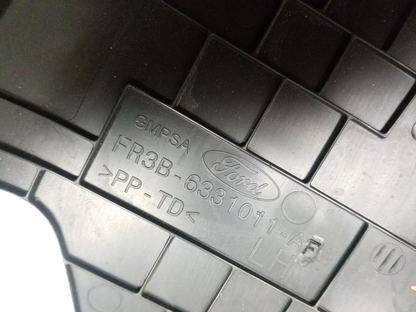 GMPSA
Ford
FR3B-6331011-A
>PP-TD<
LH